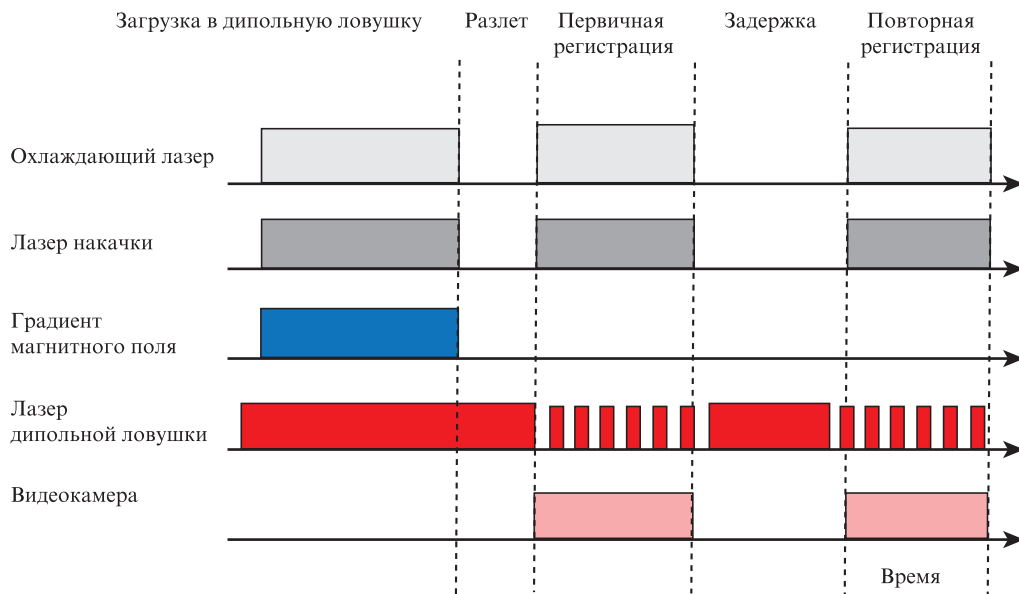 Загрузка в дипольную ловушку
Разлет
Первичная
регистрация
Задержка
Повторная
регистрация
Охлаждающий лазер
Лазер накачки
Градиент
магнитного поля
Лазер
дипольной ловушки
Видеокамера
Время